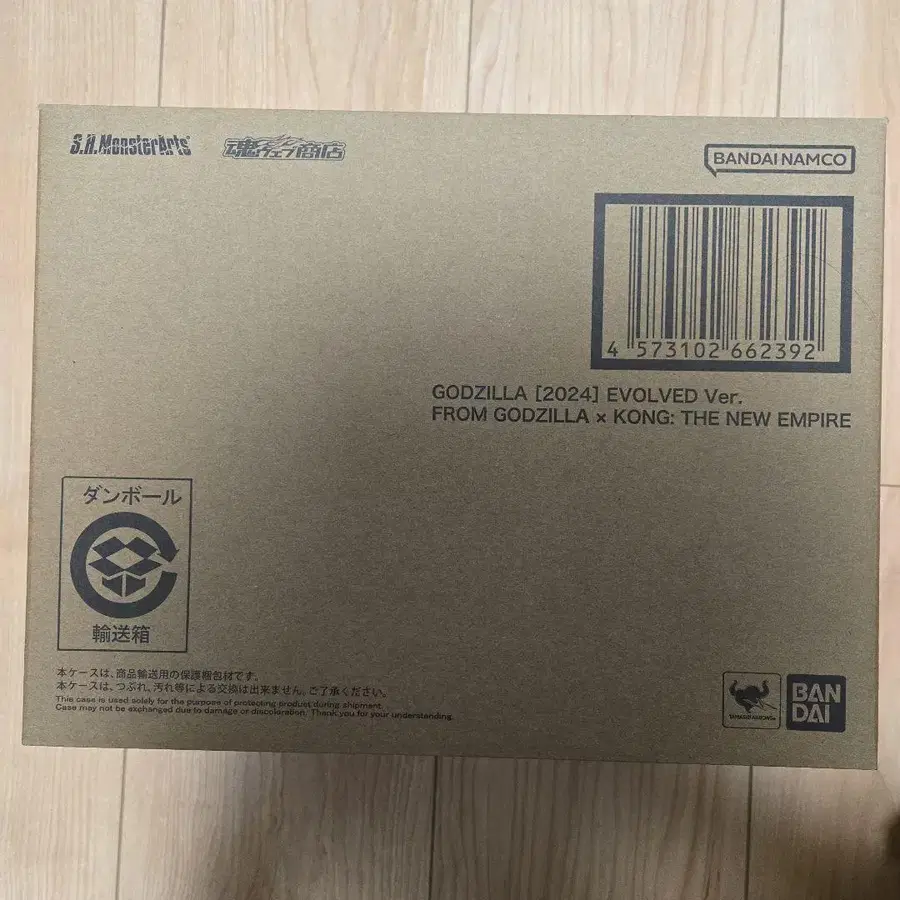 S.H.MonsterArts
魂ウェブ商店
BANDAI NAMCO
4 573102 662392
GODZILLA [2024] EVOLVED Ver.
FROM GODZILLA × KONG: THE NEW EMPIRE
ダンボール
輸送箱
本ケースは、商品輸送用の保護梱包材です。
本ケースは、つぶれ、汚れ等による交換は出来ません。ご了承ください。
This case is used solely for the purpose of protecting product during shipment.
Case may not be exchanged due to damage or discoloration. Thank you for your understanding.
TAMASHII NATIONS
BAN
DAI